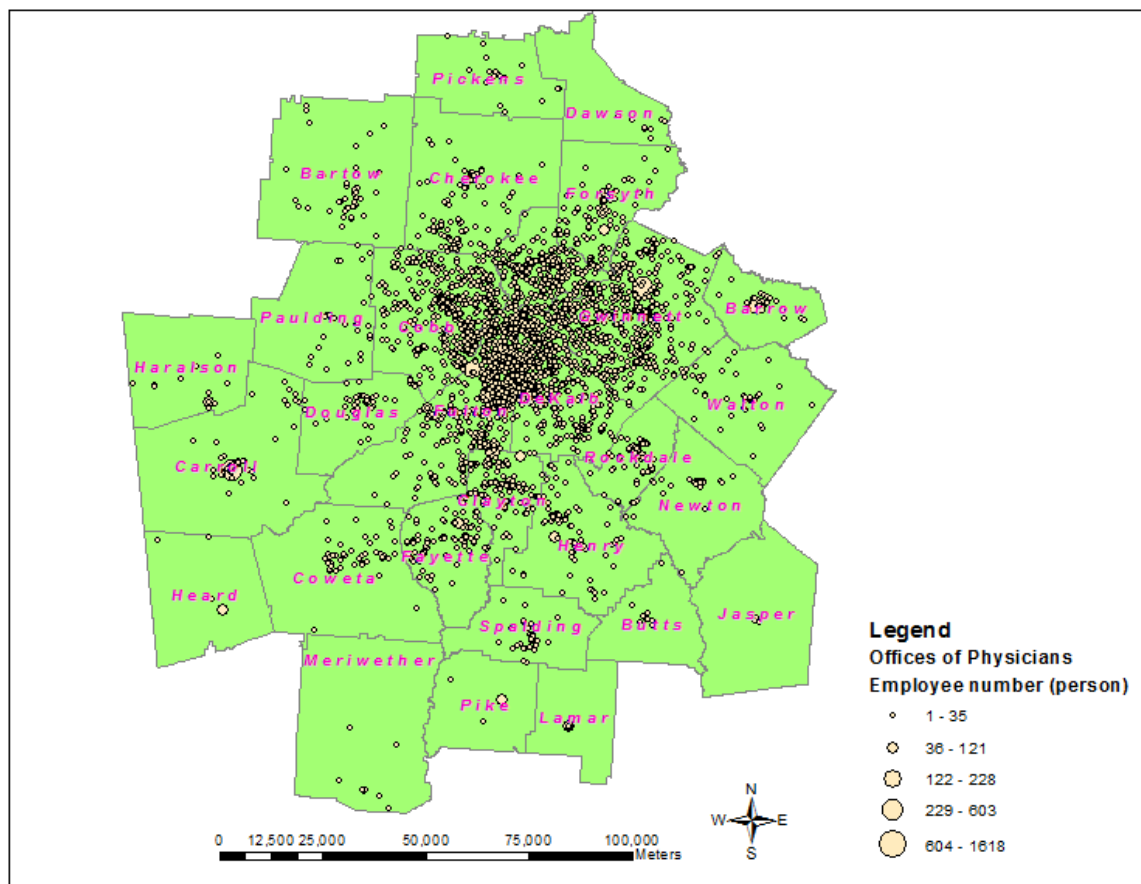 Pickens
Dawson
Bartow
Cherokee
Forsyth
Paulding
Cobb
Gwinnett
Barrow
Haralson
Douglas
Fulton
DeKalb
Walton
Carroll
Rockdale
Clayton
Newton
Henry
Fayette
Coweta
Heard
Spalding
Butts
Jasper
Meriwether
Pike
Lamar
Legend
Offices of Physicians
Employee number (person)
1 - 35
36 - 121
122 - 228
229 - 603
604 - 1618
N
W E
S
0 12,500 25,000 50,000 75,000 100,000
Meters